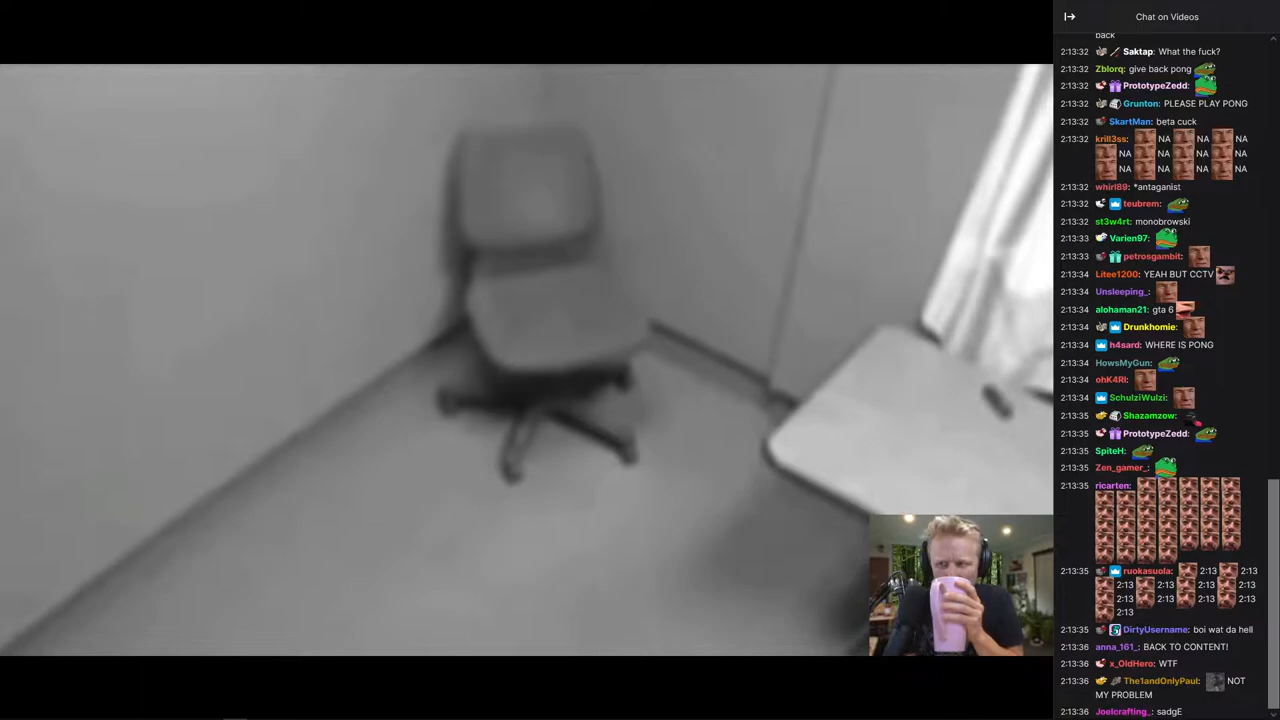 Chat on Videos
back
2:13:32 Saktap: What the fuck?
2:13:32 Zblorq: give back pong
2:13:32 PrototypeZedd:
2:13:32 Grunton: PLEASE PLAY PONG
2:13:32 SkartMan: beta cuck
2:13:32 krill3ss: NA NA NA
NA NA NA NA
NA NA NA NA
2:13:32 whirl89: *antaganist
2:13:32 teubrem:
2:13:32 st3w4rt: monobrowski
2:13:33 Varien97:
2:13:33 petrosgambit:
2:13:34 Litee1200: YEAH BUT CCTV
2:13:34 Unsleeping_:
2:13:34 alohaman21: gta 6
2:13:34 Drunkhomie:
2:13:34 h4sard: WHERE IS PONG
2:13:34 HowsMyGun:
2:13:34 ohK4RI:
2:13:34 SchulziWulzi:
2:13:35 Shazamzow:
2:13:35 PrototypeZedd:
2:13:35 SpiteH:
2:13:35 Zen_gamer_:
2:13:35 ricarten:
2:13:35 ruokasuola: 2:13 2:13
2:13 2:13 2:13 2:13
2:13 2:13 2:13 2:13
2:13
2:13:35 DirtyUsername: boi wat da hell
2:13:36 anna_161_: BACK TO CONTENT!
2:13:36 x_OldHero: WTF
2:13:36 The1andOnlyPaul: NOT
MY PROBLEM
2:13:36 Joelcrafting_: sadgE